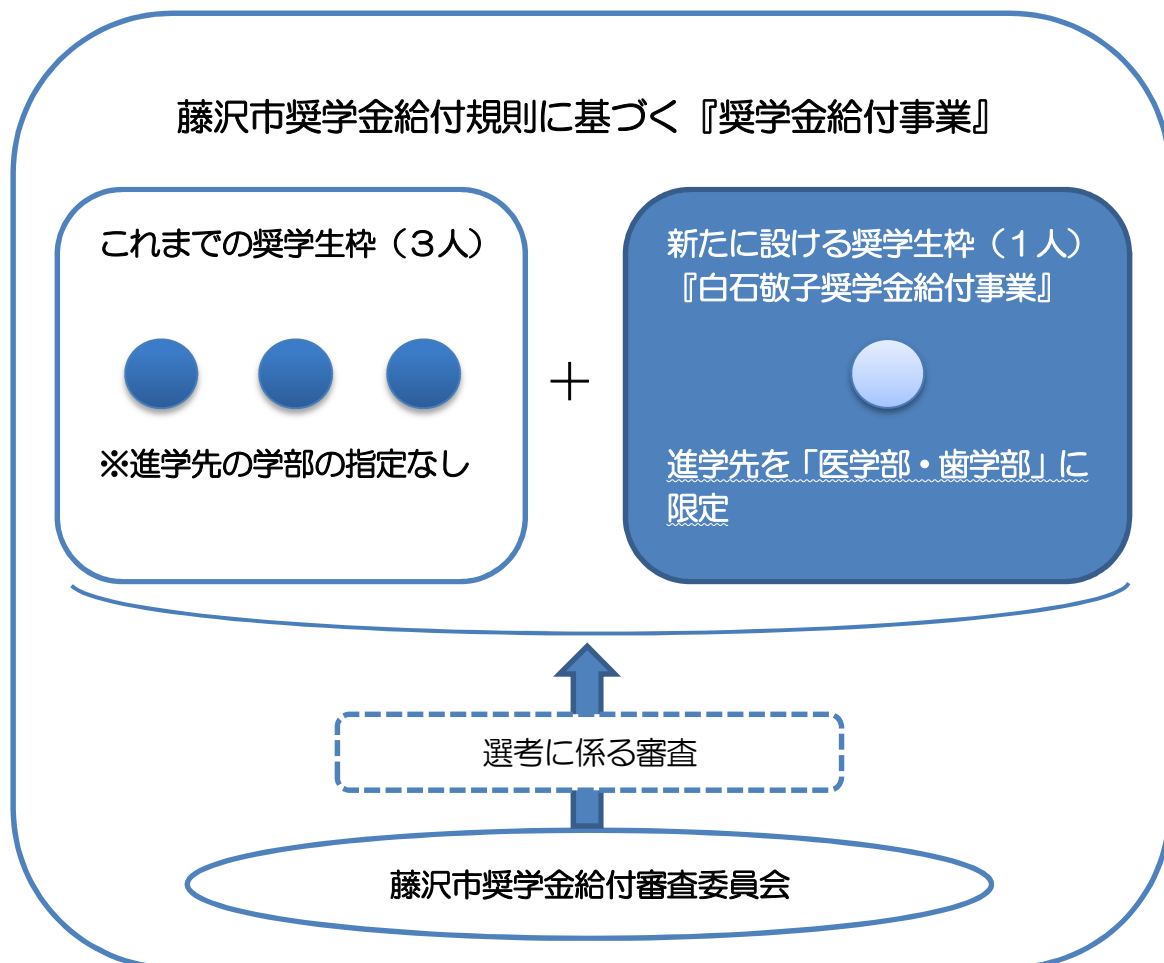 藤沢市奨学金給付規則に基づく『奨学金給付事業』
これまでの奨学生枠（３人）
※進学先の学部の指定なし
＋
新たに設ける奨学生枠（１人）
『白石敬子奨学金給付事業』
進学先を「医学部・歯学部」に
限定
選考に係る審査
藤沢市奨学金給付審査委員会